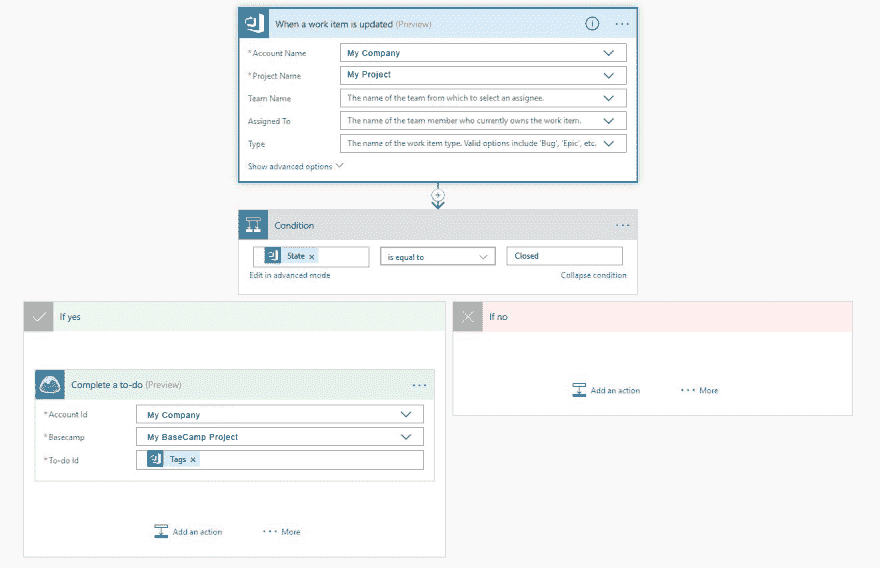 When a work item is updated (Preview)
* Account Name My Company
* Project Name My Project
Team Name The name of the team from which to select an assignee.
Assigned To The name of the team member who currently owns the work item.
Type The name of the work item type. Valid options include 'Bug', 'Epic', etc.
Show advanced options
Condition
State x is equal to Closed
Edit in advanced mode Collapse condition
If yes If no
Complete a to-do (Preview)
Add an action ··· More
* Account Id My Company
* Basecamp My BaseCamp Project
* To-do Id Tags x
Add an action ··· More